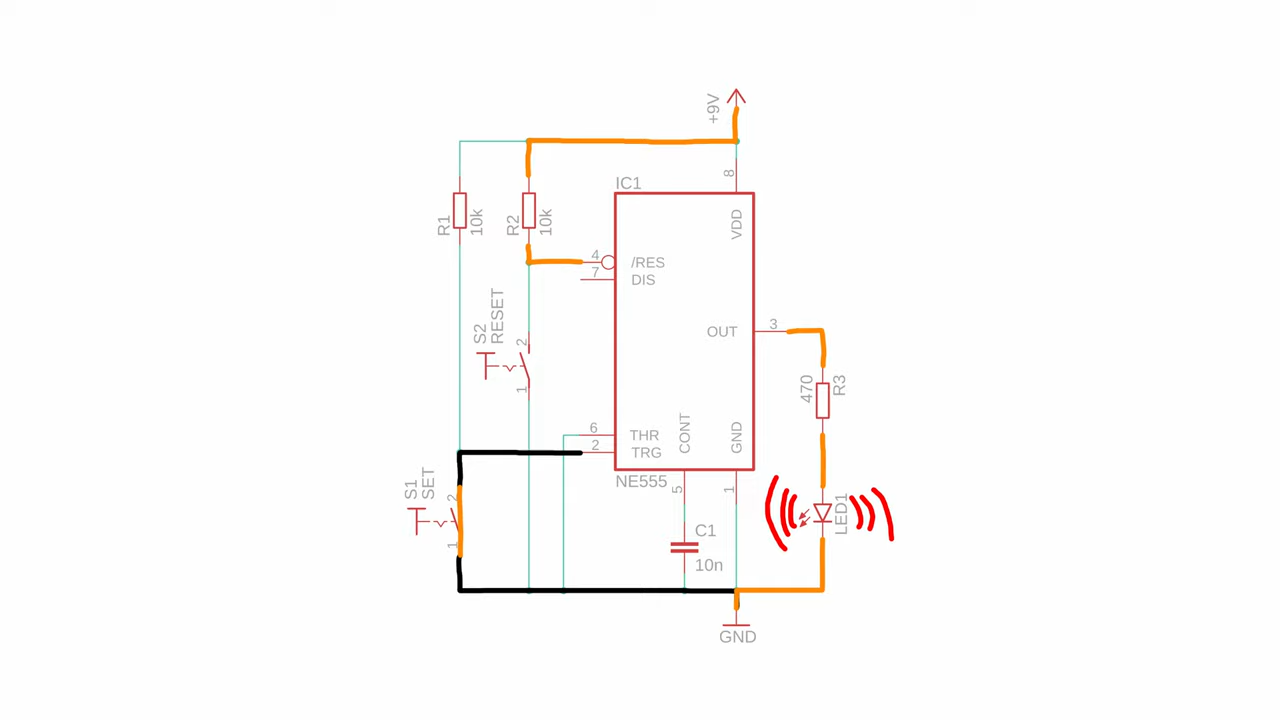 +9V
IC1
8
VDD
R1
10k
R2
10k
4
/RES
7
DIS
S2
RESET
2
1
OUT
3
470
R3
6
THR
2
TRG
CONT
GND
NE555
5
1
S1
SET
2
1
C1
10n
LED1
GND